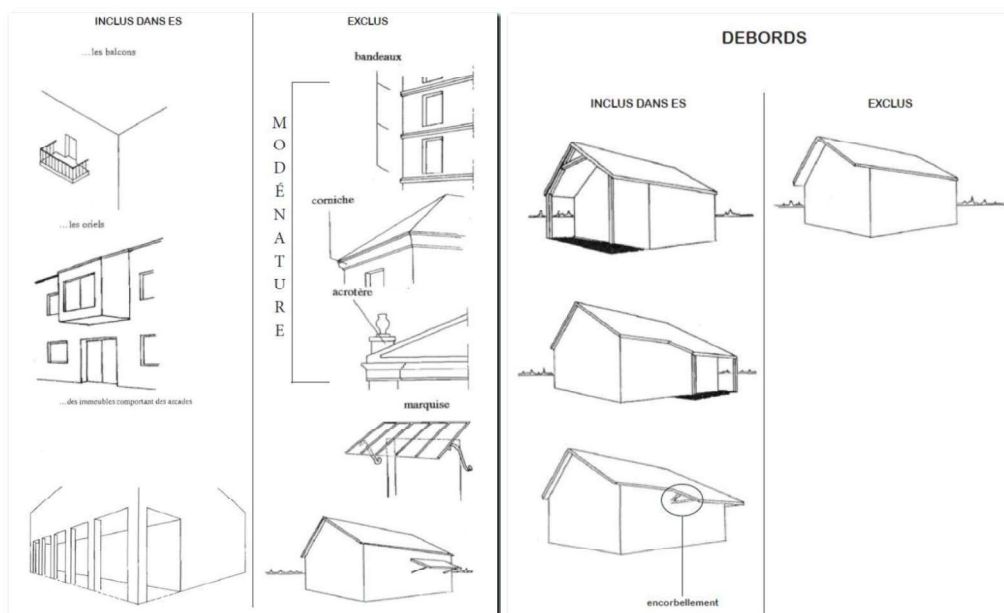 INCLUS DANS ES
...les balcons
...les oriels
...des immeubles comportant des arcades
EXCLUS
bandeaux
MODÉNATURE
corniche
acrotère
marquise
DEBORDS
INCLUS DANS ES
EXCLUS
encorbellement